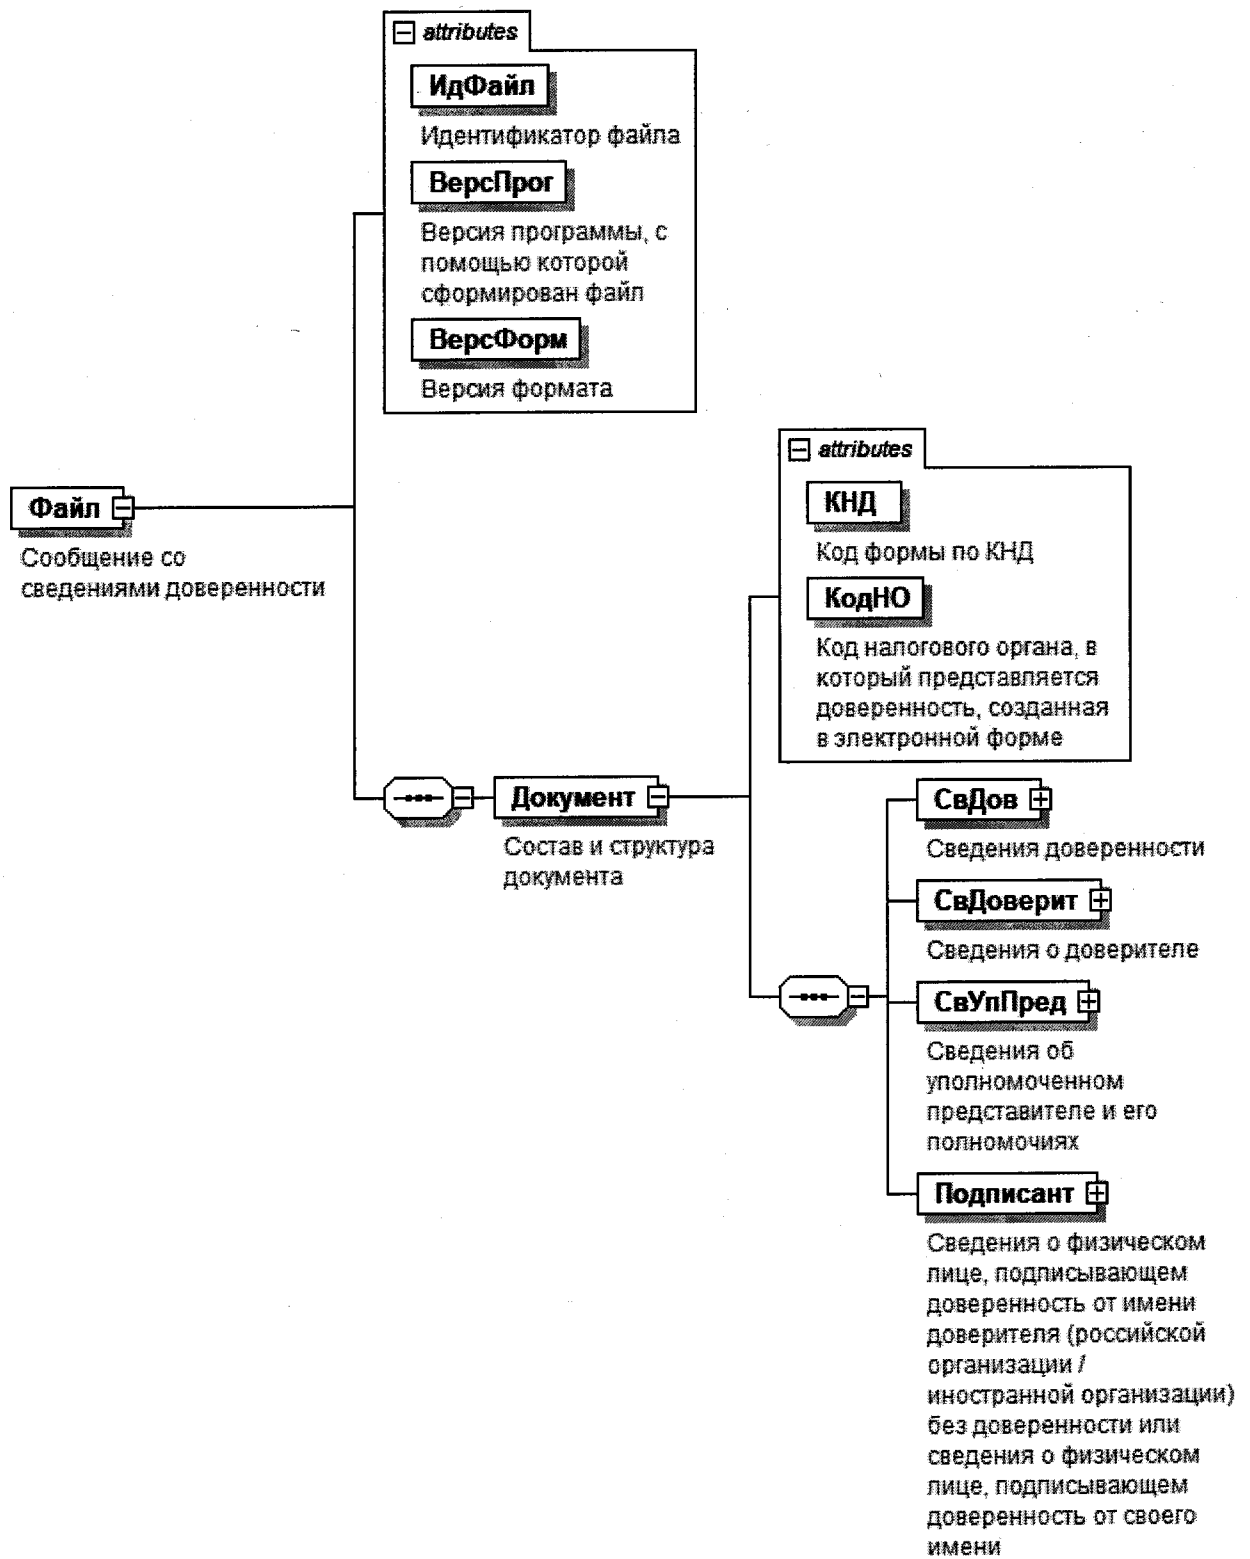 attributes
ИдФайл
Идентификатор файла
ВерсПрог
Версия программы, с
помощью которой
сформирован файл
ВерсФорм
Версия формата
Файл
Сообщение со
сведениями доверенности
attributes
КНД
Код формы по КНД
КодНО
Код налогового органа, в
который представляется
доверенность, созданная
в электронной форме
Документ
Состав и структура
документа
СвДов
Сведения доверенности
СвДоверит
Сведения о доверителе
СвУпПред
Сведения об
уполномоченном
представителе и его
полномочиях
Подписант
Сведения о физическом
лице, подписывающем
доверенность от имени
доверителя (российской
организации /
иностранной организации)
без доверенности или
сведения о физическом
лице, подписывающем
доверенность от своего
имени